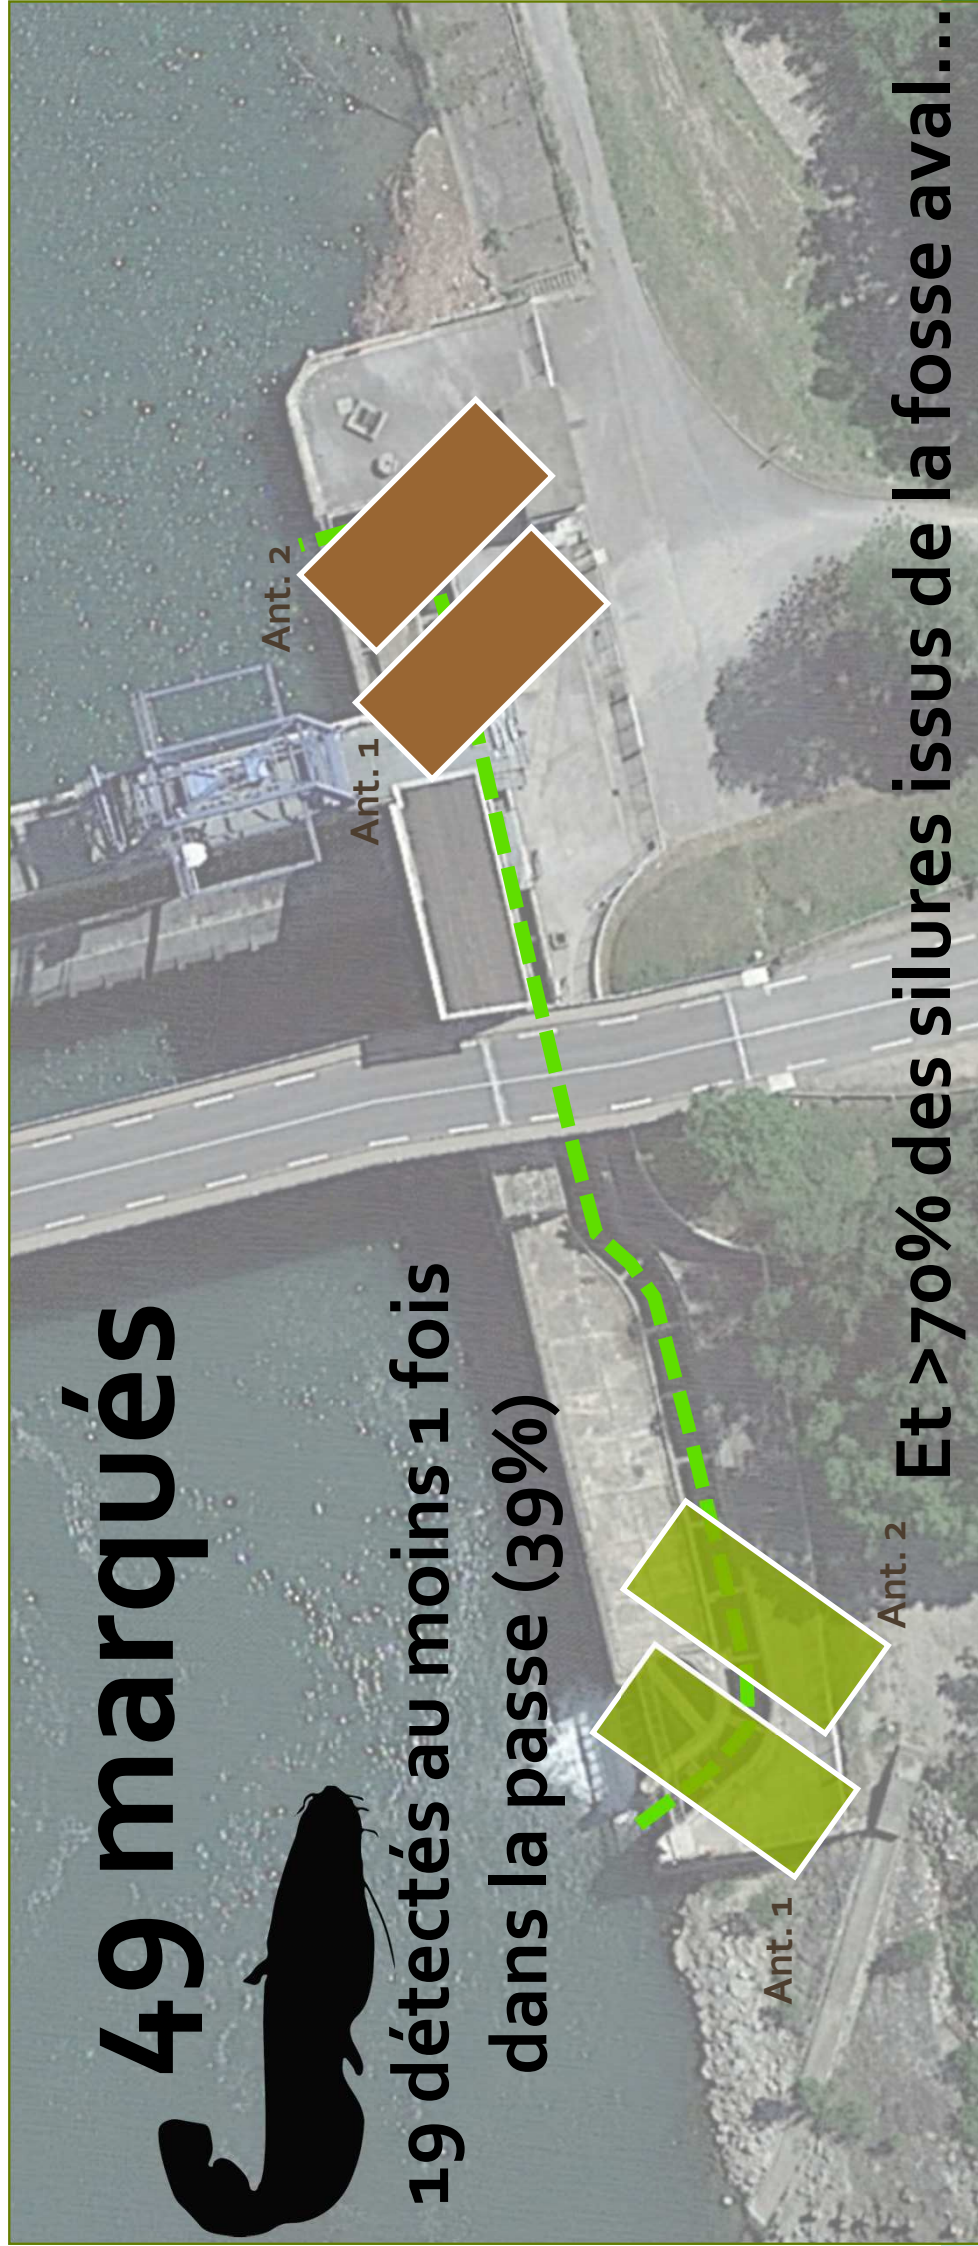 49 marqués
19 détectés au moins 1 fois
dans la passe (39%)
Ant. 1
Ant. 2
Ant. 1
Ant. 2
Et >70% des silures issus de la fosse aval...